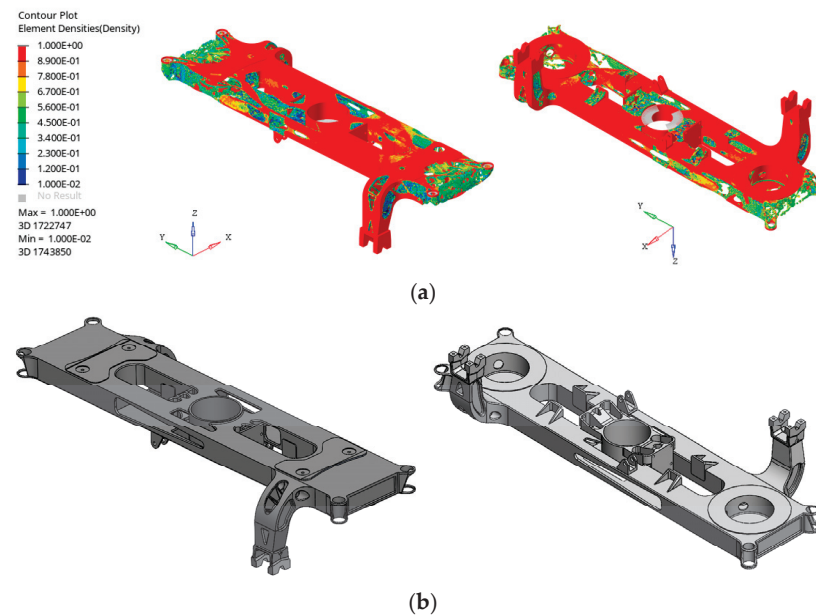 Contour Plot
Element Densities(Density)
1.000E+00
8.900E-01
7.800E-01
6.700E-01
5.600E-01
4.500E-01
3.400E-01
2.300E-01
1.200E-01
1.000E-02
No Result
Max = 1.000E+00
3D 1722747
Min = 1.000E-02
3D 1743850
Z
Y
X
Y
X
Z
(a)
(b)